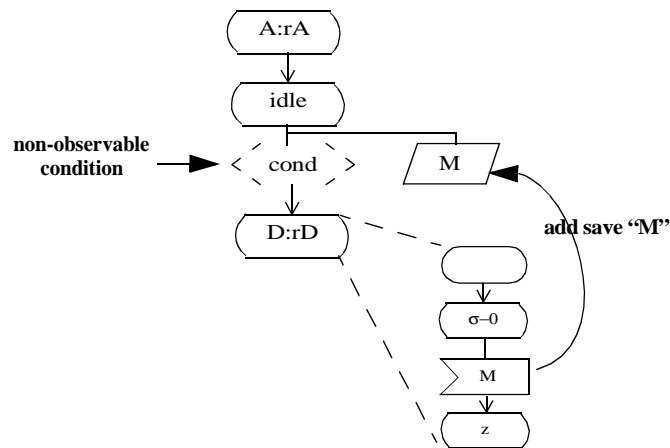 A:rA
idle
non-observable
condition
cond
M
D:rD
add save “M”
σ–0
M
z